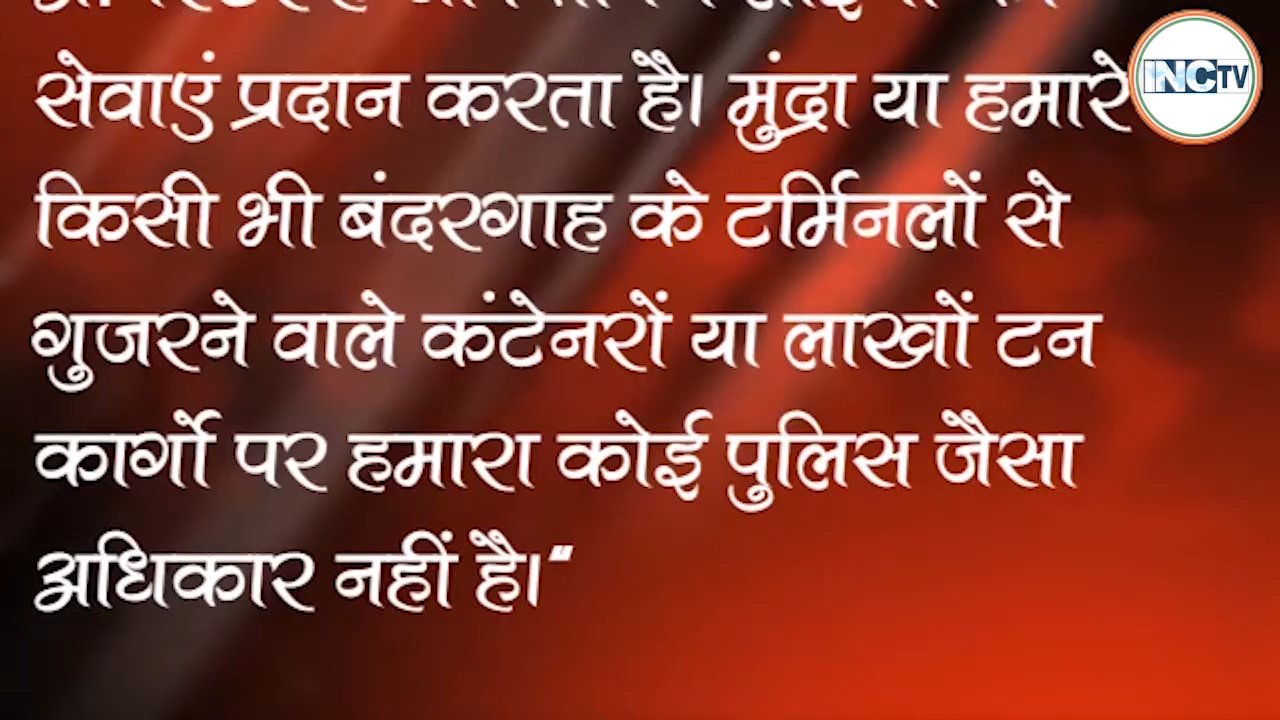 सेवाएं प्रदान करता है। मुंद्रा या हमारे
किसी भी बंदरगाह के टर्मिनलों से
गुजरने वाले कंटेनरों या लाखों टन
कार्गो पर हमारा कोई पुलिस जैसा
अधिकार नहीं है।“
INCTV